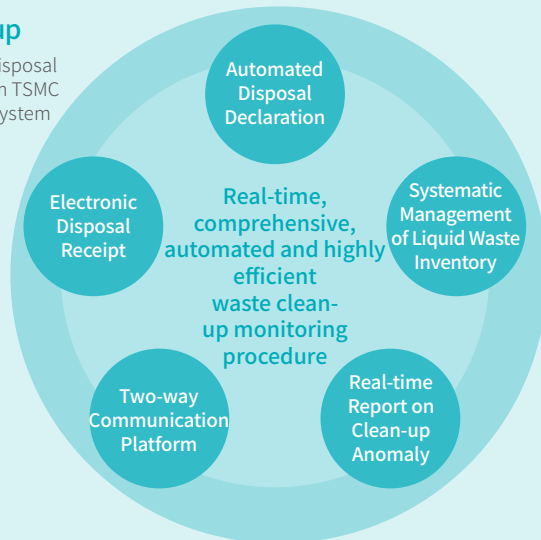 up
isposal
TSMC
ystem
Automated
Disposal
Declaration
Electronic
Disposal
Receipt
Systematic
Management
of Liquid Waste
Inventory
Real-time,
comprehensive,
automated and highly
efficient
waste clean-
up monitoring
procedure
Two-way
Communication
Platform
Real-time
Report on
Clean-up
Anomaly